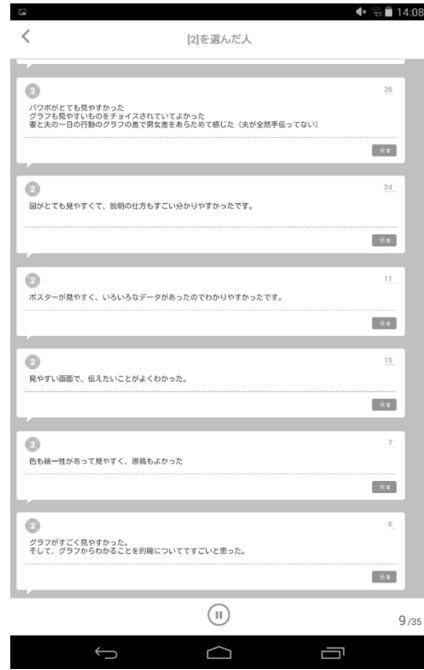 14:08
[2]を選んだ人
2
26
パワポがとても見やすかった
グラフも見やすいものをチョイスされていてよかった
妻と夫の一日の行動のグラフの差で男女差をあらためて感じた（夫が全然手伝ってない）
★0
2
24
図がとても見やすくて、説明の仕方もすごい分かりやすかったです。
★0
2
11
ポスターが見やすく、いろいろなデータがあったのでわかりやすかったです。
★0
2
10
見やすい画面で、伝えたいことがよくわかった。
★0
2
7
色も統一性があって見やすく、原稿もよかった
★0
2
6
グラフがすごく見やすかった。
そして、グラフからわかることを的確についててすごいと思った。
★0
9/35